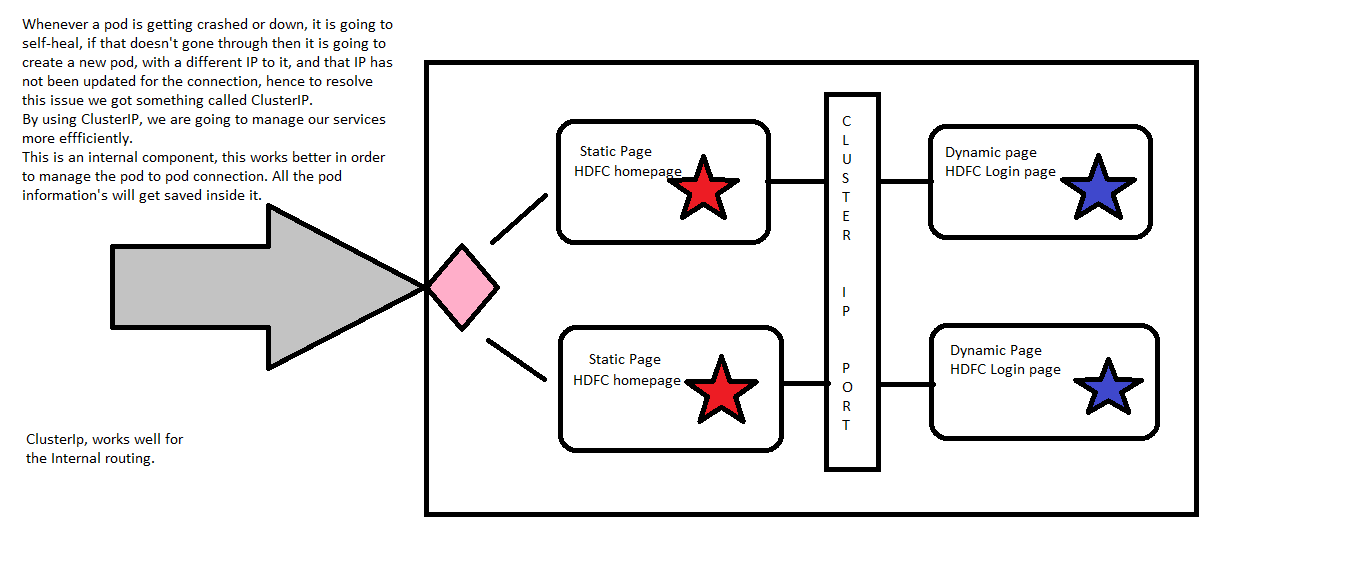 Whenever a pod is getting crashed or down, it is going to
self-heal, if that doesn't gone through then it is going to
create a new pod, with a different IP to it, and that IP has
not been updated for the connection, hence to resolve
this issue we got something called ClusterIP.
By using ClusterIP, we are going to manage our services
more effficiently.
This is an internal component, this works better in order
to manage the pod to pod connection. All the pod
information's will get saved inside it.
Static Page
HDFC homepage
C
L
U
S
T
E
R
I
P
P
O
R
T
Dynamic page
HDFC Login page
Static Page
HDFC homepage
Dynamic Page
HDFC Login page
ClusterIp, works well for
the Internal routing.